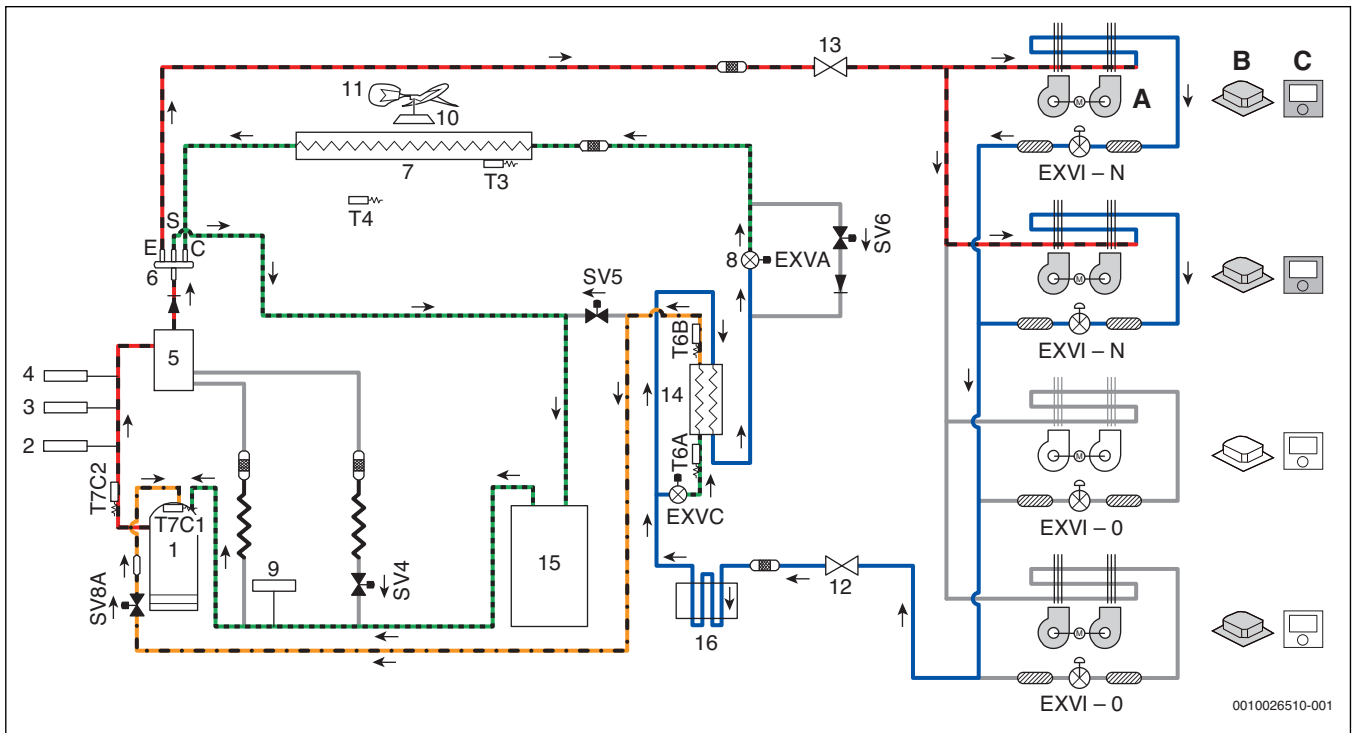 13
B
C
11
10
A
7
T3
EXVI – N
T4
S
E
C
6
8
EXVA
SV6
SV5
M
EXVI – N
T6B
5
14
4
3
2
T6A
T7C2
T7C1
1
EXVC
EXVI – 0
15
9
SV4
12
SV8A
16
M
EXVI – 0
0010026510-001